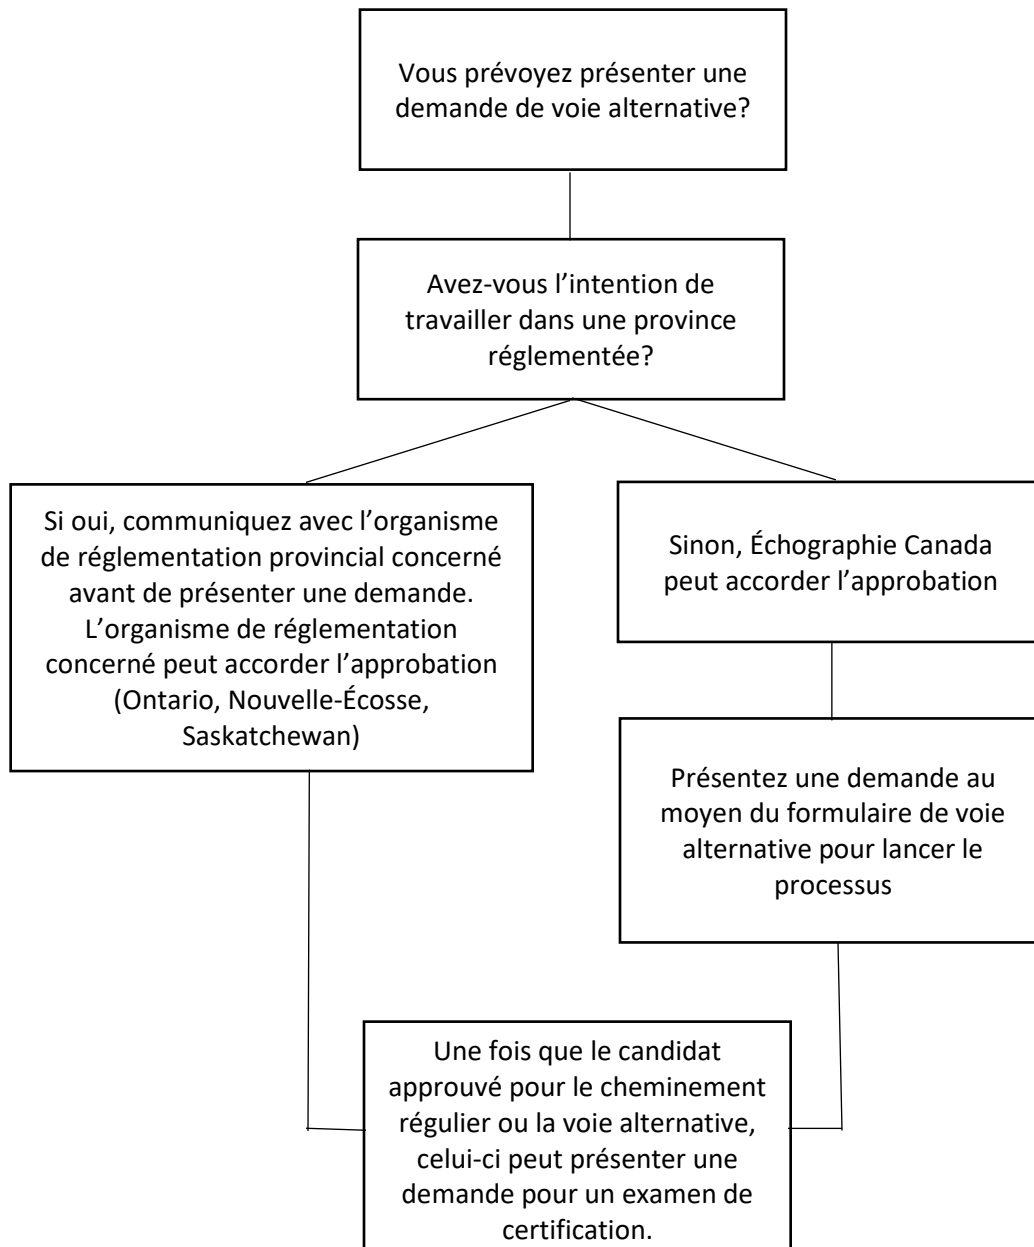 Vous prévoyez présenter une
demande de voie alternative?
Avez-vous l’intention de
travailler dans une province
réglementée?
Si oui, communiquez avec l’organisme
de réglementation provincial concerné
avant de présenter une demande.
L’organisme de réglementation
concerné peut accorder l’approbation
(Ontario, Nouvelle-Écosse,
Saskatchewan)
Sinon, Échographie Canada
peut accorder l’approbation
Présentez une demande au
moyen du formulaire de voie
alternative pour lancer le
processus
Une fois que le candidat
approuvé pour le cheminement
régulier ou la voie alternative,
celui-ci peut présenter une
demande pour un examen de
certification.